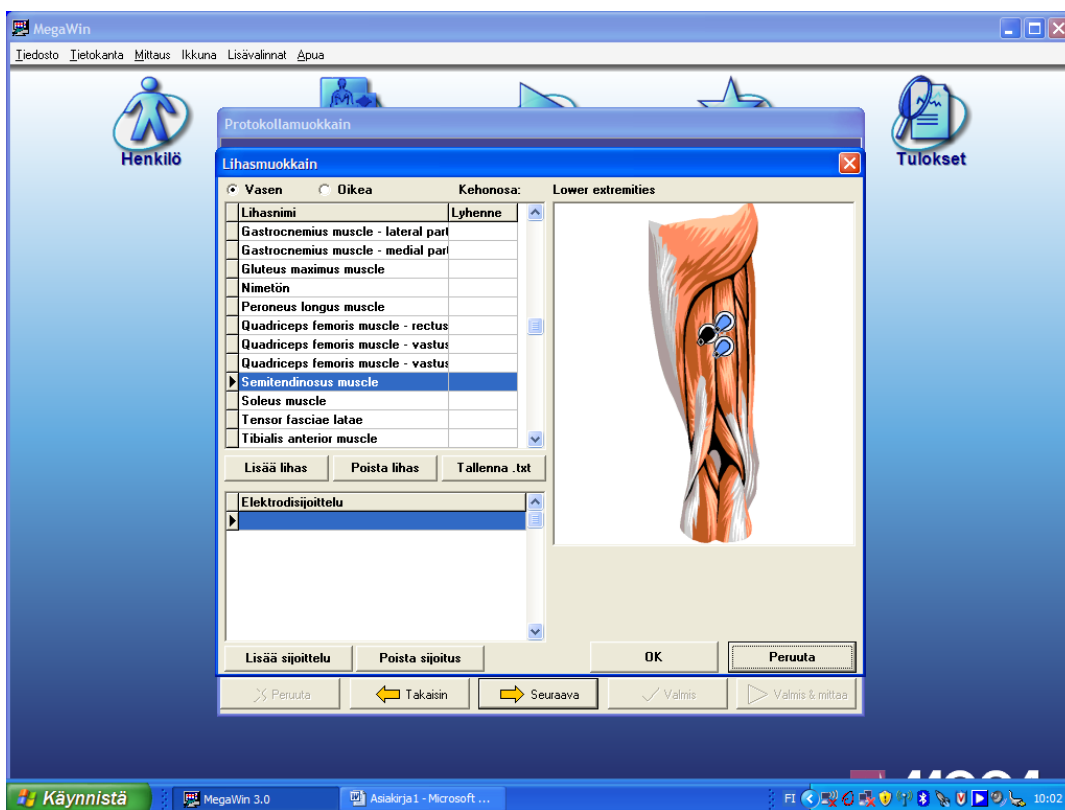 MegaWin
Tiedosto Tietokanta Mittaus Ikkuna Lisävalinnat Apua
Henkilö
Tulokset
Protokollamuokkain
Lihasmuokkain
Vasen Oikea Kehonosa: Lower extremities
Lihasnimi Lyhenne
Gastrocnemius muscle - lateral part
Gastrocnemius muscle - medial part
Gluteus maximus muscle
Nimetön
Peroneus longus muscle
Quadriceps femoris muscle - rectus
Quadriceps femoris muscle - vastus
Quadriceps femoris muscle - vastus
Semitendinosus muscle
Soleus muscle
Tensor fasciae latae
Tibialis anterior muscle
Lisää lihas Poista lihas Tallenna .txt
Elektrodisijoittelu
Lisää sijoittelu Poista sijoitus OK Peruuta
Peruuta Takaisin Seuraava Valmis Valmis & mittaa
Käynnistä MegaWin 3.0 Asiakirja1 - Microsoft ... FI 10:02